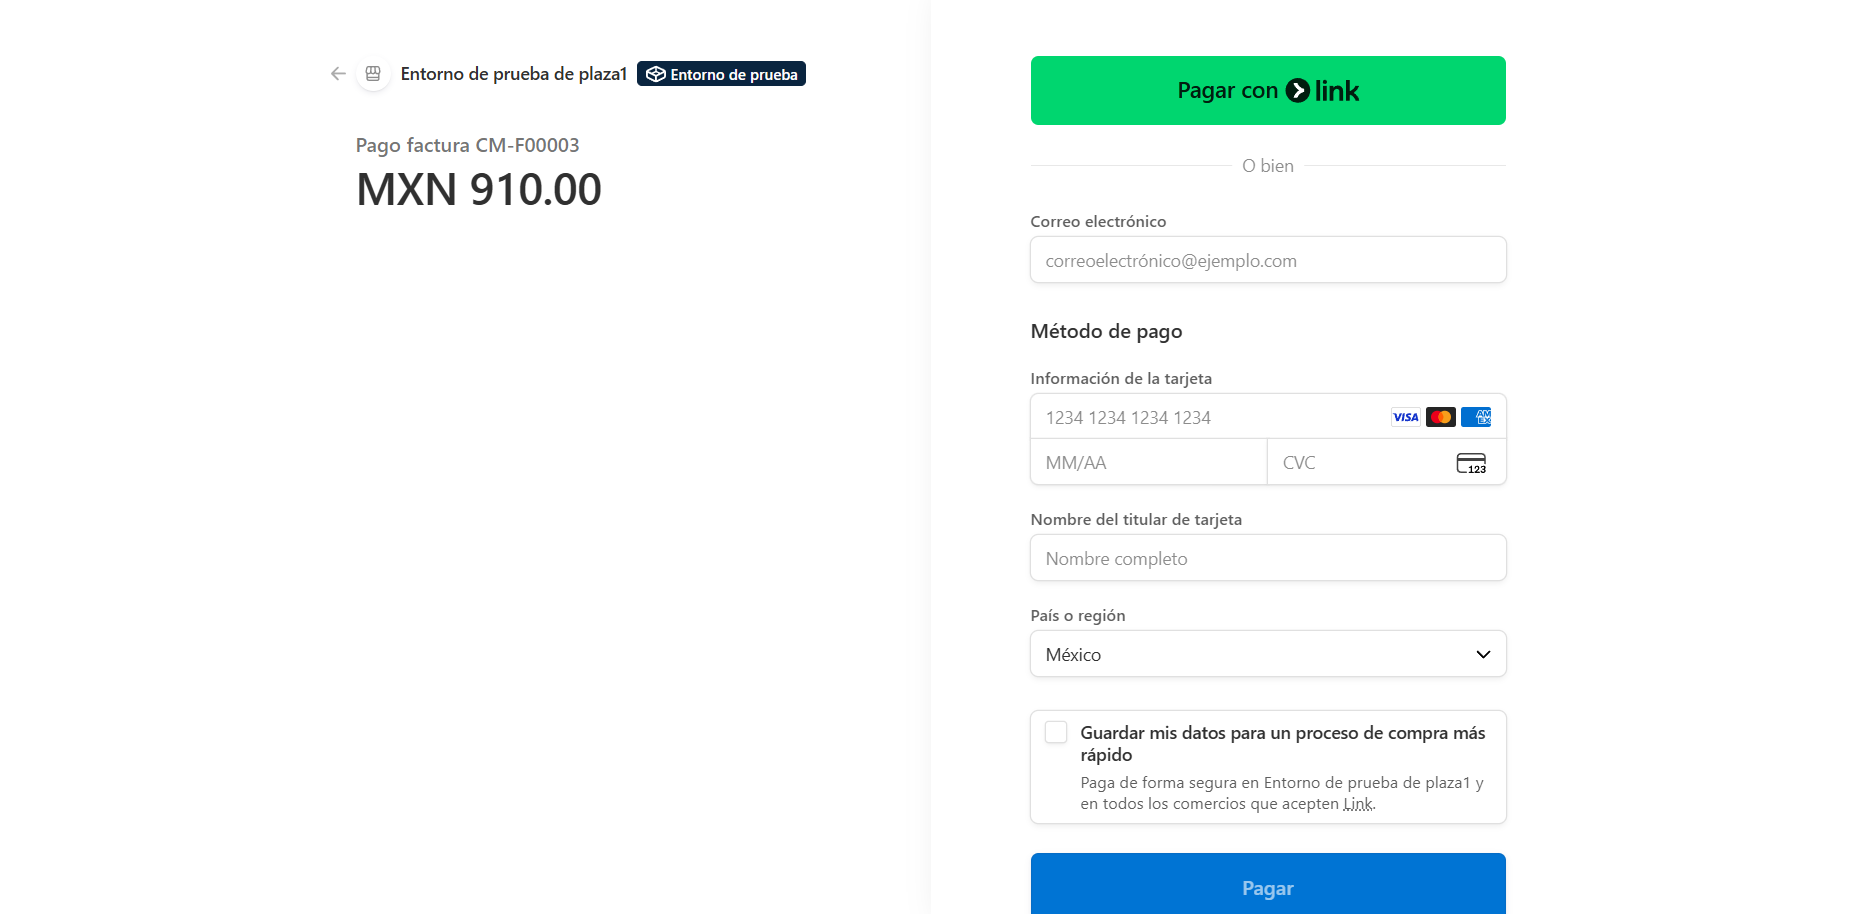 Entorno de prueba de plaza1
Entorno de prueba
Pago factura CM-F00003
MXN 910.00
Pagar con link
O bien
Correo electrónico
correoelectrónico@ejemplo.com
Método de pago
Información de la tarjeta
1234 1234 1234 1234
VISA
AMEX
MM/AA
CVC
123
Nombre del titular de tarjeta
Nombre completo
País o región
México
Guardar mis datos para un proceso de compra más
rápido
Paga de forma segura en Entorno de prueba de plaza1 y
en todos los comercios que acepten Link.
Pagar